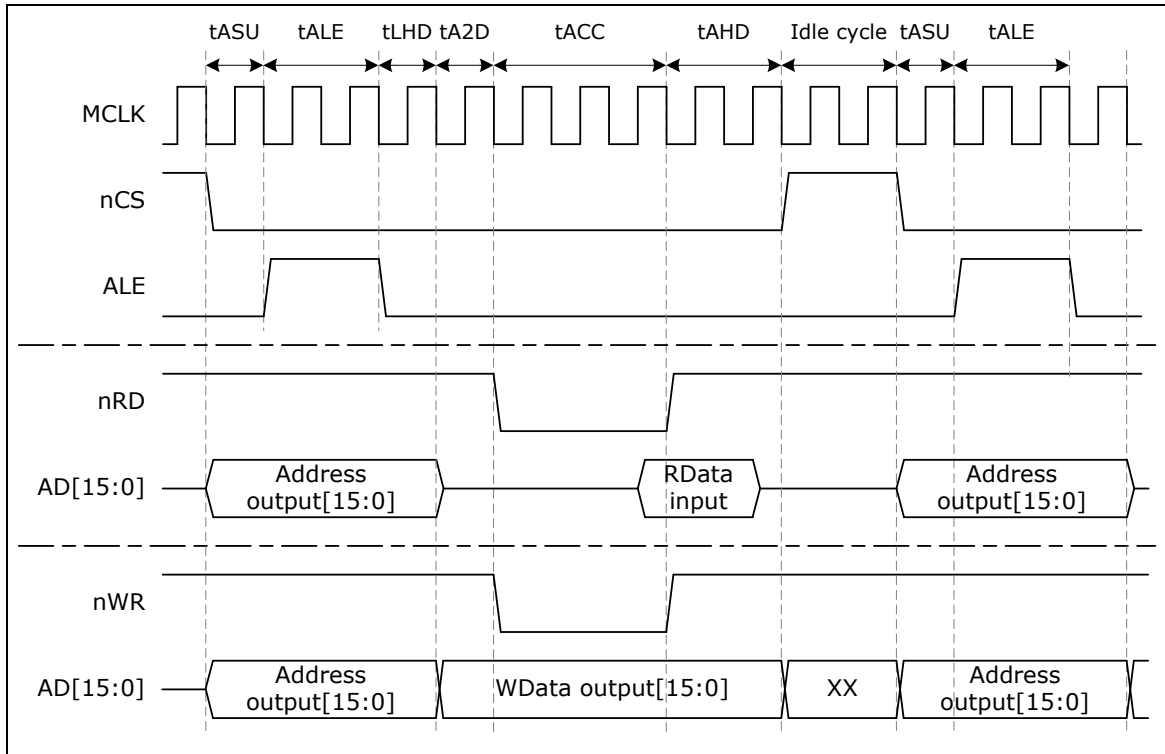 tASU tALE tLHD tA2D tACC tAHD Idle cycle tASU tALE
MCLK
nCS
ALE
nRD
AD[15:0]
Address
output[15:0]
RData
input
Address
output[15:0]
nWR
AD[15:0]
Address
output[15:0]
WData output[15:0]
XX
Address
output[15:0]